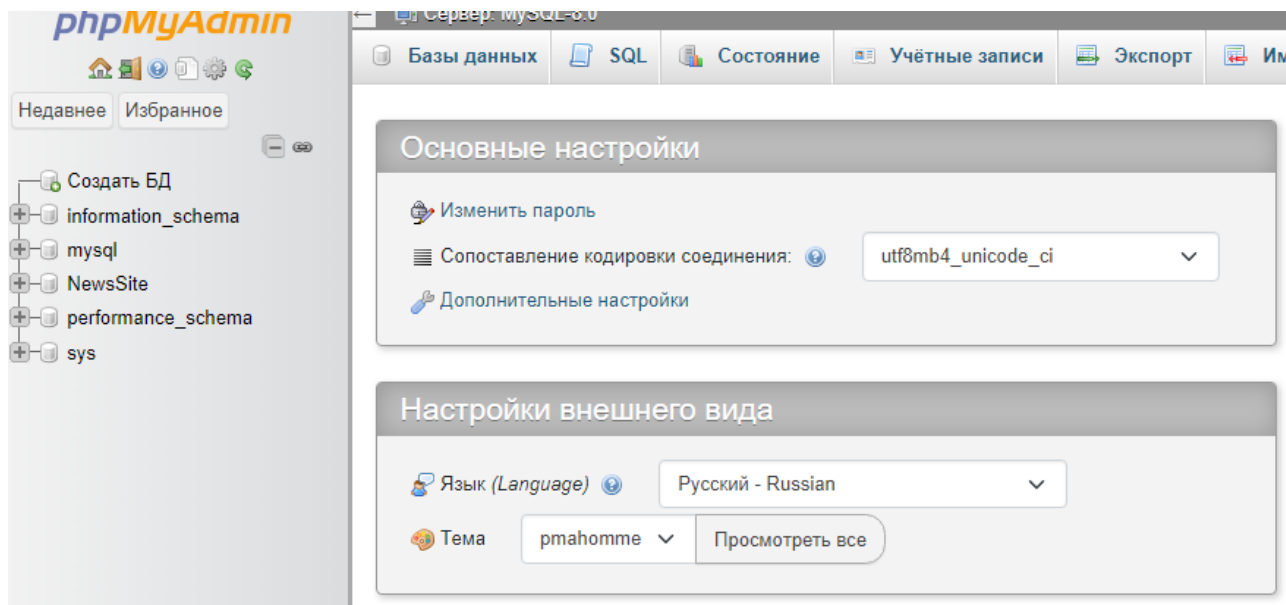 phpMyAdmin
Недавнее Избранное
Создать БД
information_schema
mysql
NewsSite
performance_schema
sys
Сервер: MySQL-8.0
Базы данных SQL Состояние Учётные записи Экспорт
Основные настройки
Изменить пароль
Сопоставление кодировки соединения: utf8mb4_unicode_ci
Дополнительные настройки
Настройки внешнего вида
Язык (Language) Русский - Russian
Тема pmahomme Просмотреть все